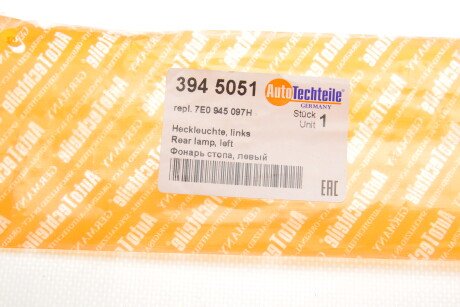 394 5051
AutoTechteile
GERMANY
repl. 7E0 945 097H
Stück
Unit 1
Heckleuchte, links
Rear lamp, left
Фонарь стопа, левый
EAC